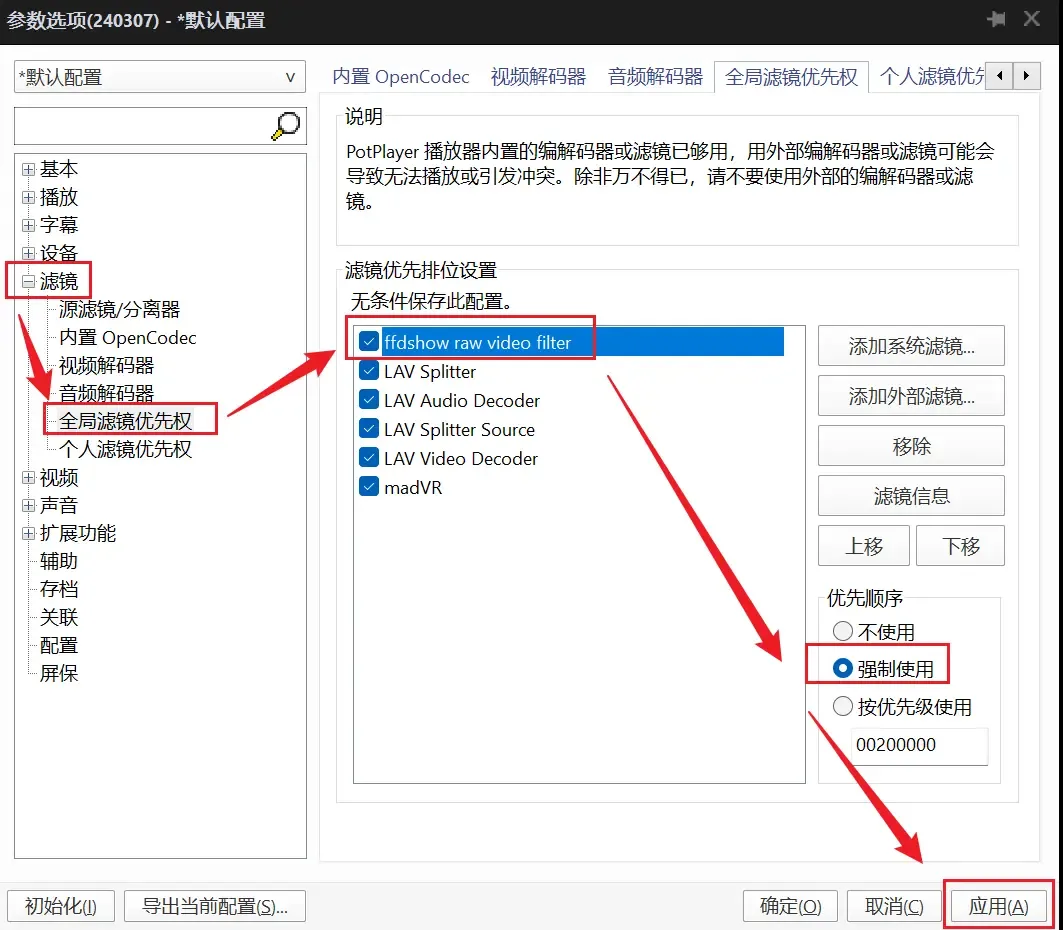 参数选项(240307) - *默认配置
*默认配置
基本
播放
字幕
设备
滤镜
源滤镜/分离器
内置 OpenCodec
视频解码器
音频解码器
全局滤镜优先权
个人滤镜优先权
视频
声音
扩展功能
辅助
存档
关联
配置
屏保
内置 OpenCodec 视频解码器 音频解码器 全局滤镜优先权 个人滤镜优
说明
PotPlayer 播放器内置的编解码器或滤镜已够用，用外部编解码器或滤镜可能会
导致无法播放或引发冲突。除非万不得已，请不要使用外部的编解码器或滤
镜。
滤镜优先排位设置
无条件保存此配置。
ffdshow raw video filter
LAV Splitter
LAV Audio Decoder
LAV Splitter Source
LAV Video Decoder
madVR
添加系统滤镜...
添加外部滤镜...
移除
滤镜信息
上移 下移
优先顺序
不使用
强制使用
按优先级使用
00200000
初始化(I) 导出当前配置(S)... 确定(O) 取消(C) 应用(A)